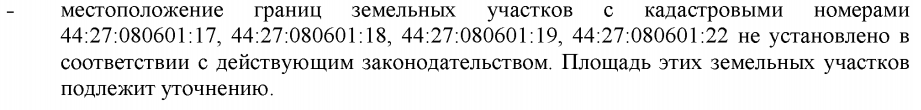 - местоположение границ земельных участков с кадастровыми номерами
44:27:080601:17, 44:27:080601:18, 44:27:080601:19, 44:27:080601:22 не установлено в
соответствии с действующим законодательством. Площадь этих земельных участков
подлежит уточнению.